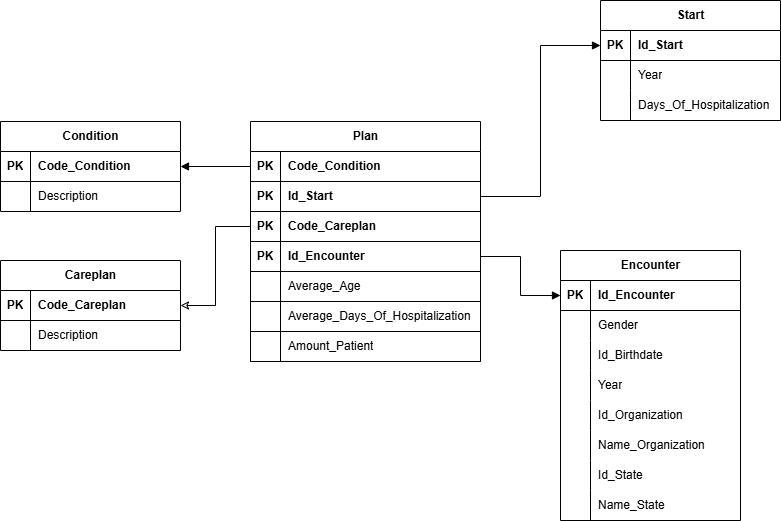 Start
PK Id_Start
Year
Days_Of_Hospitalization
Condition
PK Code_Condition
Description
Plan
PK Code_Condition
PK Id_Start
PK Code_Careplan
PK Id_Encounter
Average_Age
Average_Days_Of_Hospitalization
Amount_Patient
Careplan
PK Code_Careplan
Description
Encounter
PK Id_Encounter
Gender
Id_Birthdate
Year
Id_Organization
Name_Organization
Id_State
Name_State